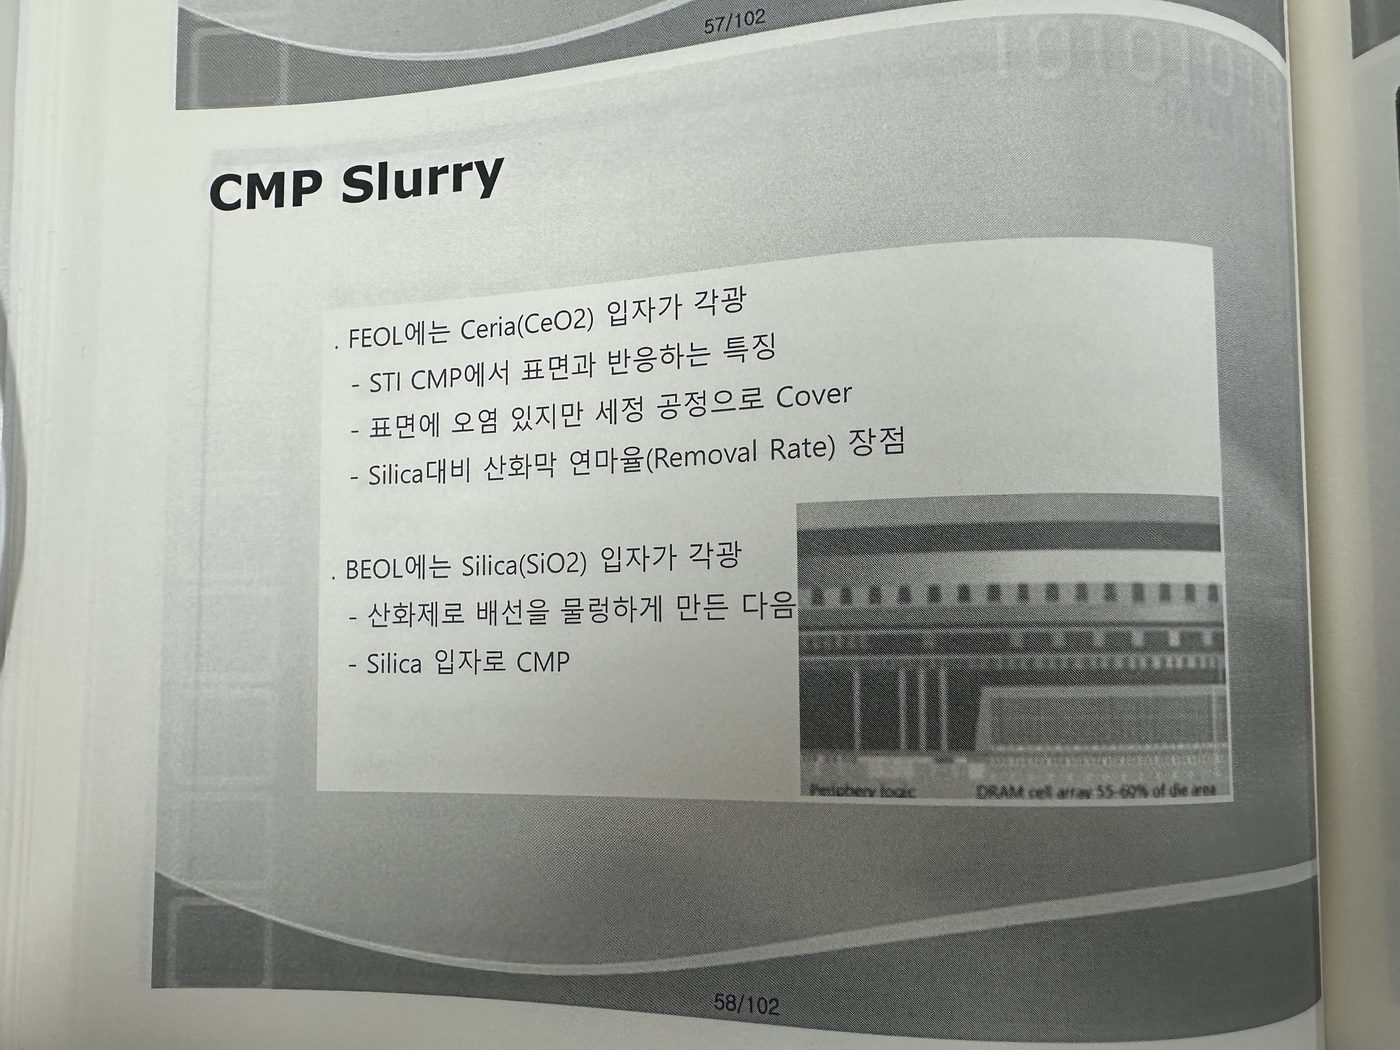 57/102
CMP Slurry
. FEOL에는 Ceria(CeO2) 입자가 각광
- STI CMP에서 표면과 반응하는 특징
- 표면에 오염 있지만 세정 공정으로 Cover
- Silica대비 산화막 연마율(Removal Rate) 장점
. BEOL에는 Silica(SiO2) 입자가 각광
- 산화제로 배선을 물렁하게 만든 다음
- Silica 입자로 CMP
Periphery logic
DRAM cell array 55-60% of die area
58/102